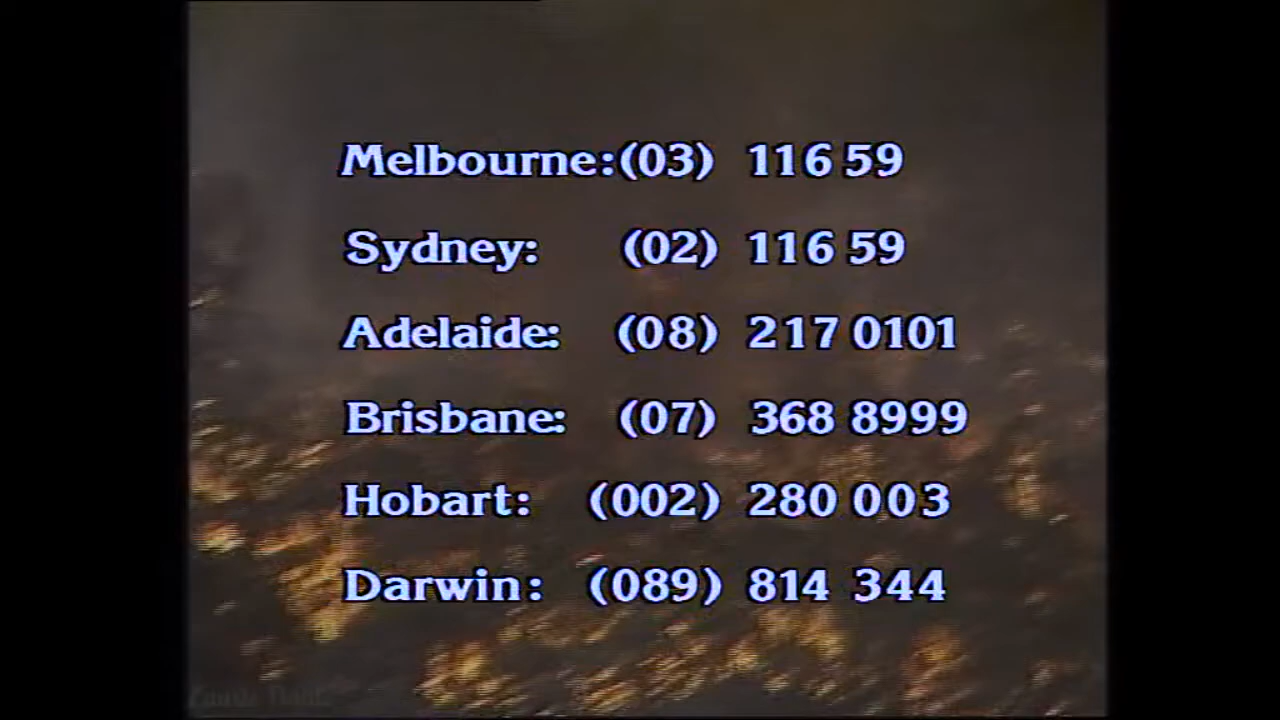 Melbourne: (03) 116 59
Sydney: (02) 116 59
Adelaide: (08) 217 0101
Brisbane: (07) 368 8999
Hobart: (002) 280 003
Darwin: (089) 814 344